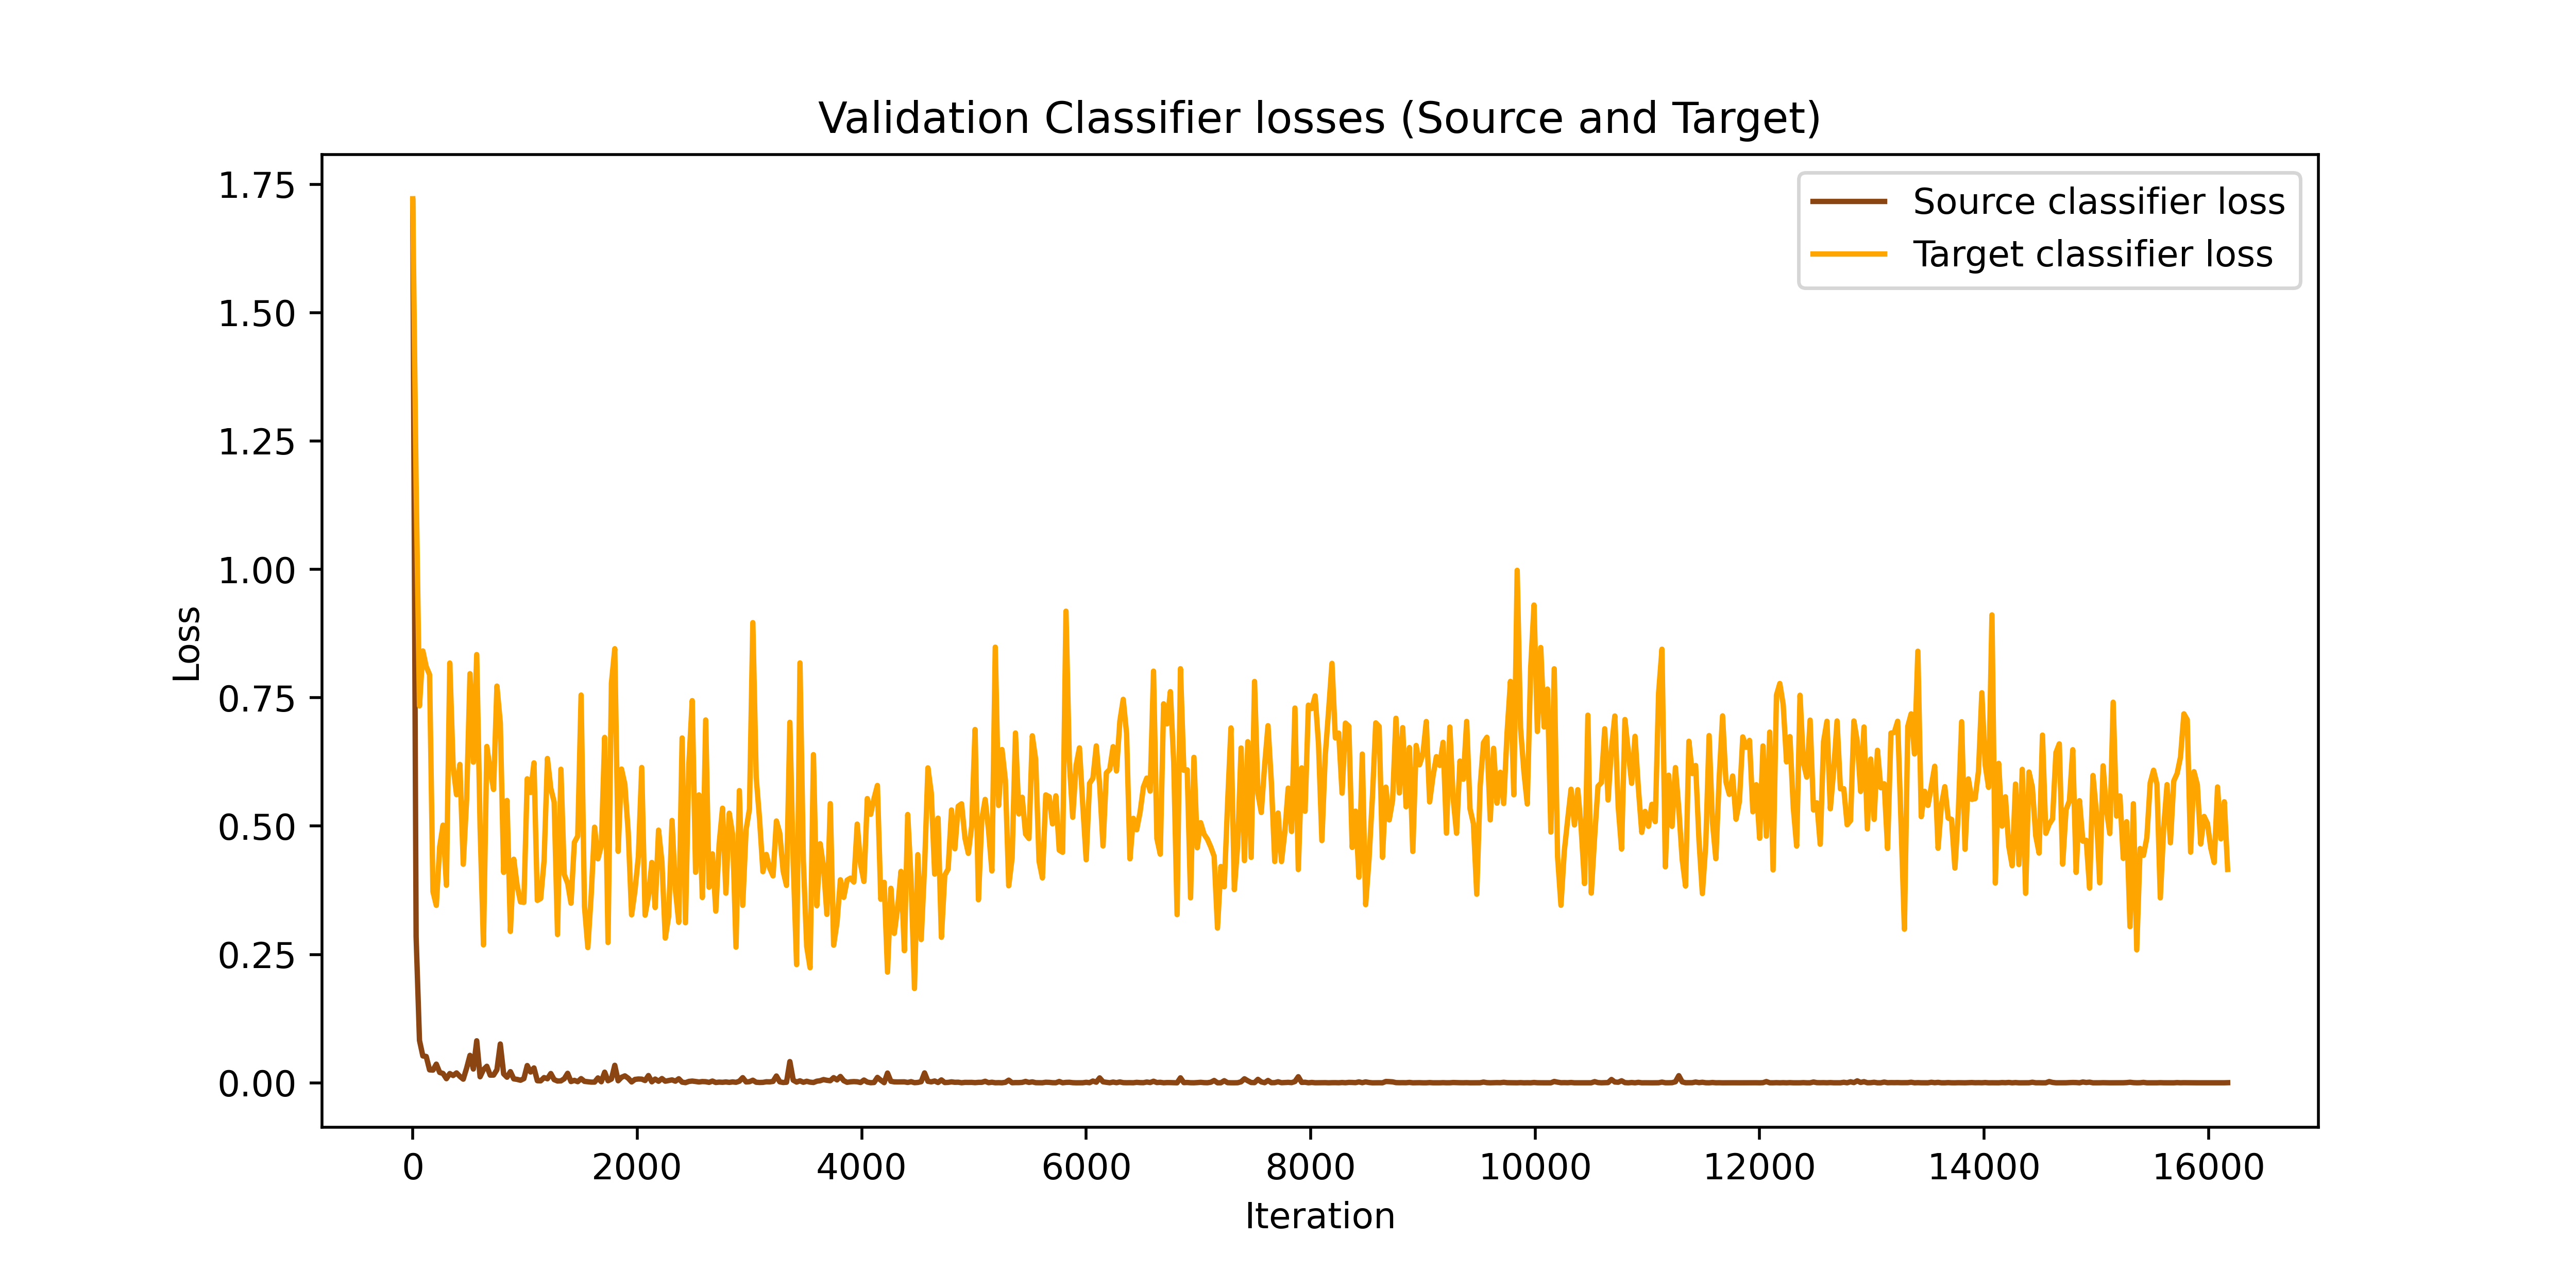 Validation Classifier losses (Source and Target)
Source classifier loss
Target classifier loss
1.75
1.50
1.25
1.00
0.75
0.50
0.25
0.00
Loss
0 2000 4000 6000 8000 10000 12000 14000 16000
Iteration